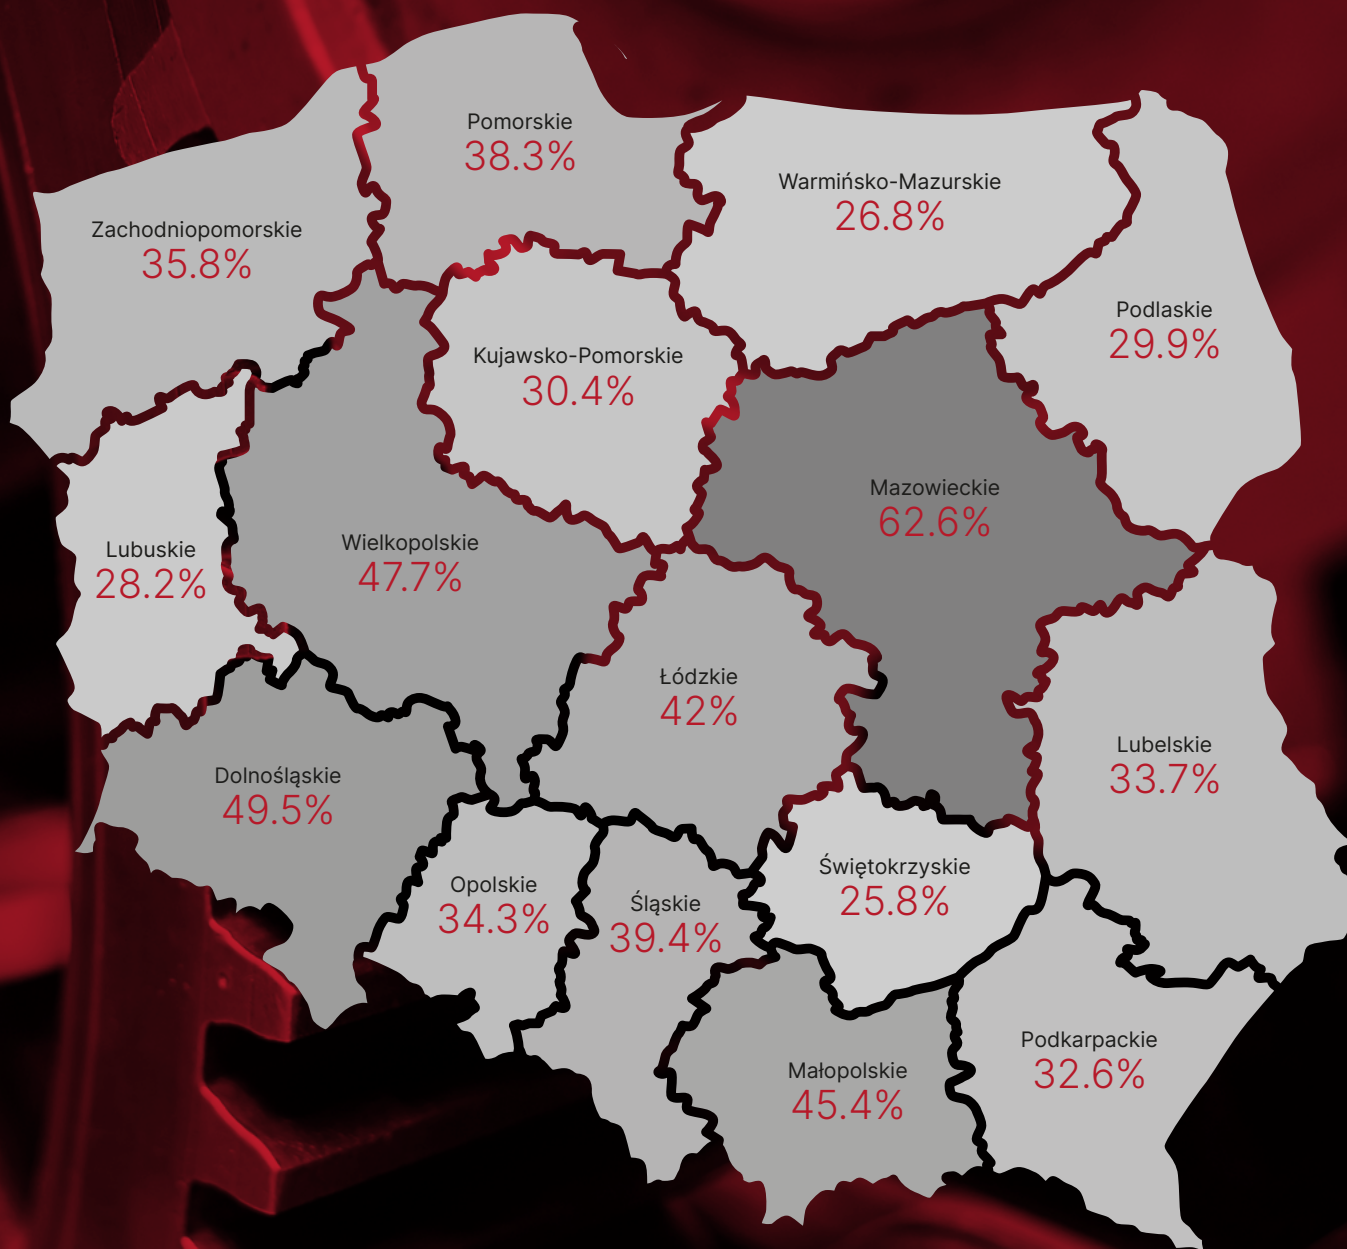 Pomorskie
38.3%
Warmińsko-Mazurskie
26.8%
Zachodniopomorskie
35.8%
Podlaskie
29.9%
Kujawsko-Pomorskie
30.4%
Mazowieckie
62.6%
Wielkopolskie
47.7%
Lubuskie
28.2%
Łódzkie
42%
Lubelskie
33.7%
Dolnośląskie
49.5%
Świętokrzyskie
25.8%
Opolskie
34.3%
Śląskie
39.4%
Podkarpackie
32.6%
Małopolskie
45.4%